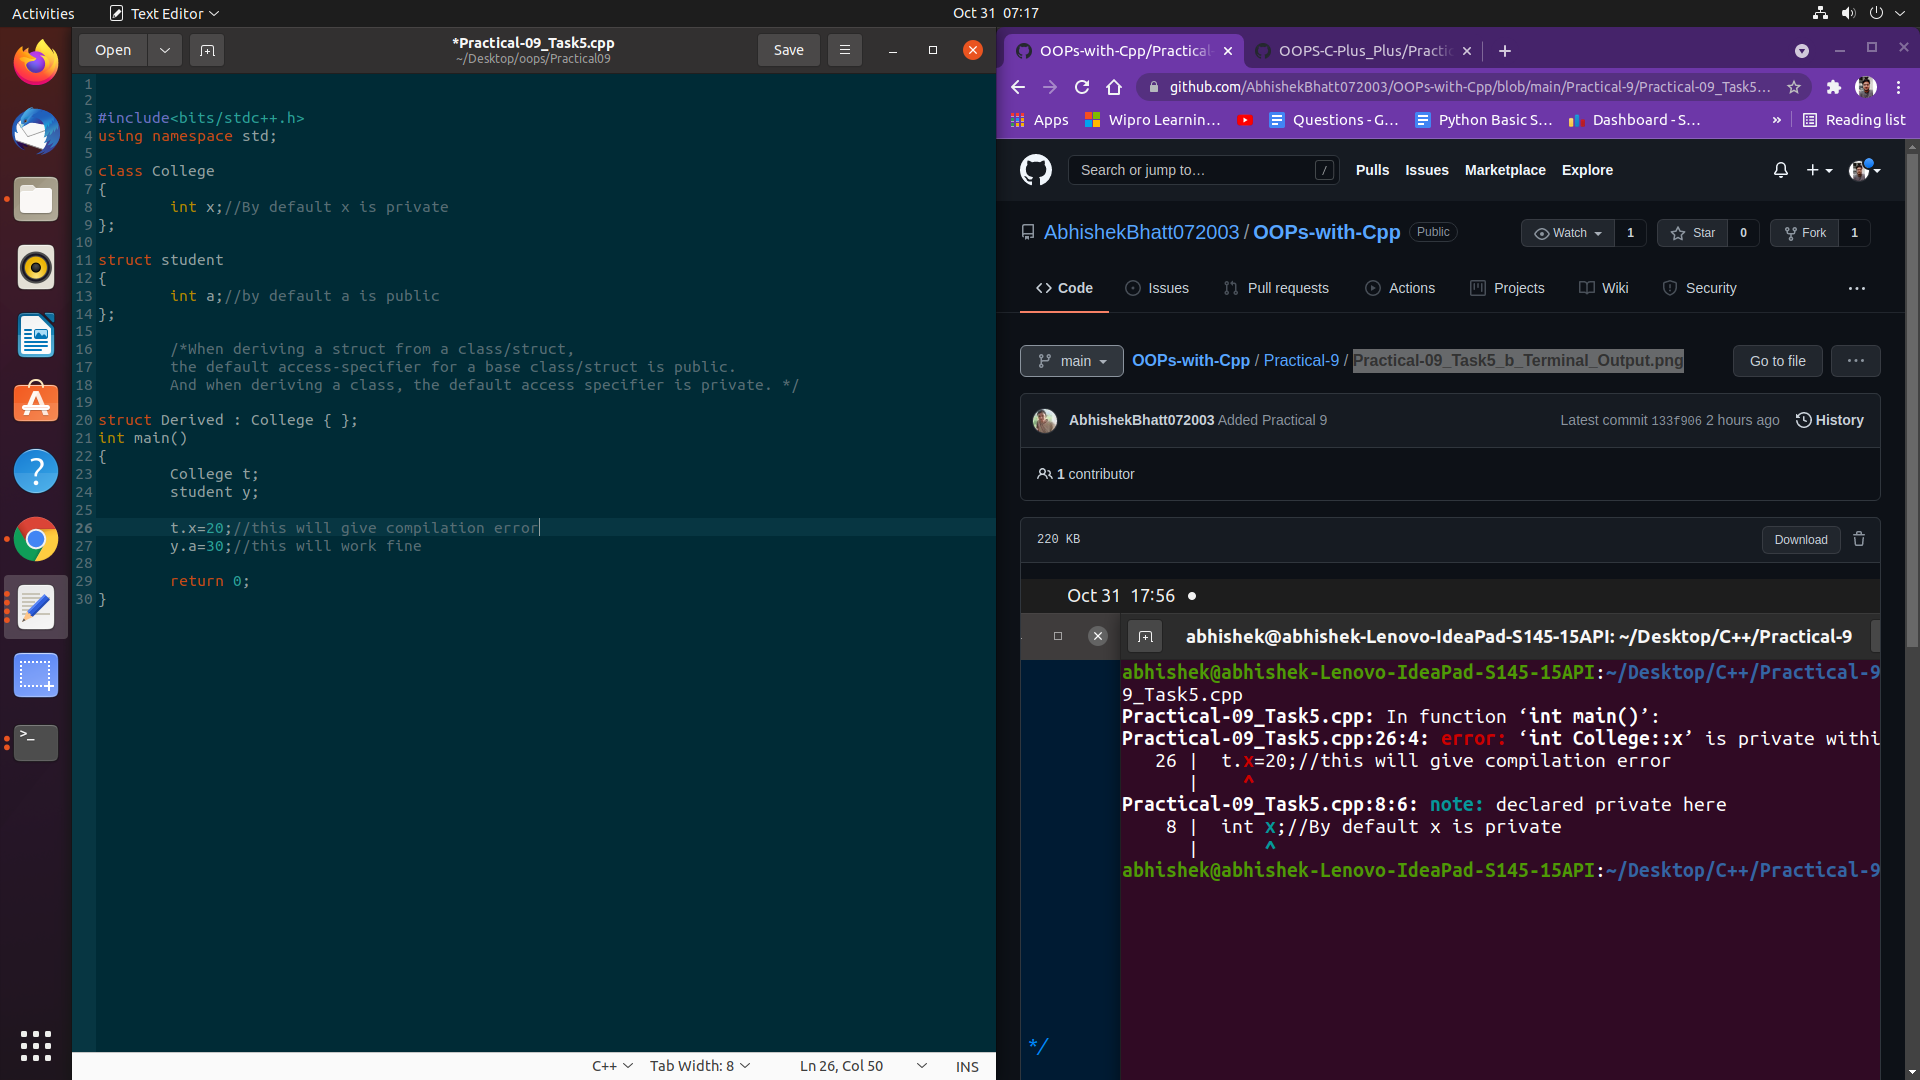 Activities
Text Editor
Oct 31 07:17
Open
*Practical-09_Task5.cpp
~/Desktop/oops/Practical09
Save
1
2
3 #include<bits/stdc++.h>
4 using namespace std;
5
6 class College
7 {
8 int x;//By default x is private
9 };
10
11 struct student
12 {
13 int a;//by default a is public
14 };
15
16 /*When deriving a struct from a class/struct,
17 the default access-specifier for a base class/struct is public.
18 And when deriving a class, the default access specifier is private. */
19
20 struct Derived : College { };
21 int main()
22 {
23 College t;
24 student y;
25
26 t.x=20;//this will give compilation error
27 y.a=30;//this will work fine
28
29 return 0;
30 }
C++
Tab Width: 8
Ln 26, Col 50
INS
OOPs-with-Cpp/Practical-
OOPS-C-Plus_Plus/Practic
github.com/AbhishekBhatt072003/OOPs-with-Cpp/blob/main/Practical-9/Practical-09_Task5...
Apps
Wipro Learnin...
Questions - G...
Python Basic S...
Dashboard - S...
»
Reading list
Search or jump to...
/
Pulls
Issues
Marketplace
Explore
AbhishekBhatt072003 / OOPs-with-Cpp
Public
Watch 1
Star 0
Fork 1
Code
Issues
Pull requests
Actions
Projects
Wiki
Security
main
OOPs-with-Cpp / Practical-9 / Practical-09_Task5_b_Terminal_Output.png
Go to file
AbhishekBhatt072003 Added Practical 9
Latest commit 133f906 2 hours ago
History
1 contributor
220 KB
Download
Oct 31 17:56
abhishek@abhishek-Lenovo-IdeaPad-S145-15API: ~/Desktop/C++/Practical-9
abhishek@abhishek-Lenovo-IdeaPad-S145-15API:~/Desktop/C++/Practical-9
9_Task5.cpp
Practical-09_Task5.cpp: In function ‘int main()’:
Practical-09_Task5.cpp:26:4: error: ‘int College::x’ is private withi
26 | t.x=20;//this will give compilation error
| ^
Practical-09_Task5.cpp:8:6: note: declared private here
8 | int x;//By default x is private
| ^
abhishek@abhishek-Lenovo-IdeaPad-S145-15API:~/Desktop/C++/Practical-9
*/